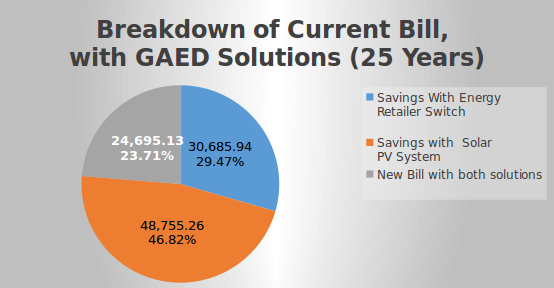 Breakdown of Current Bill,
with GAED Solutions (25 Years)
Savings With Energy
Retailer Switch
Savings with Solar
PV System
New Bill with both solutions
24,695.13
23.71%
30,685.94
29.47%
48,755.26
46.82%